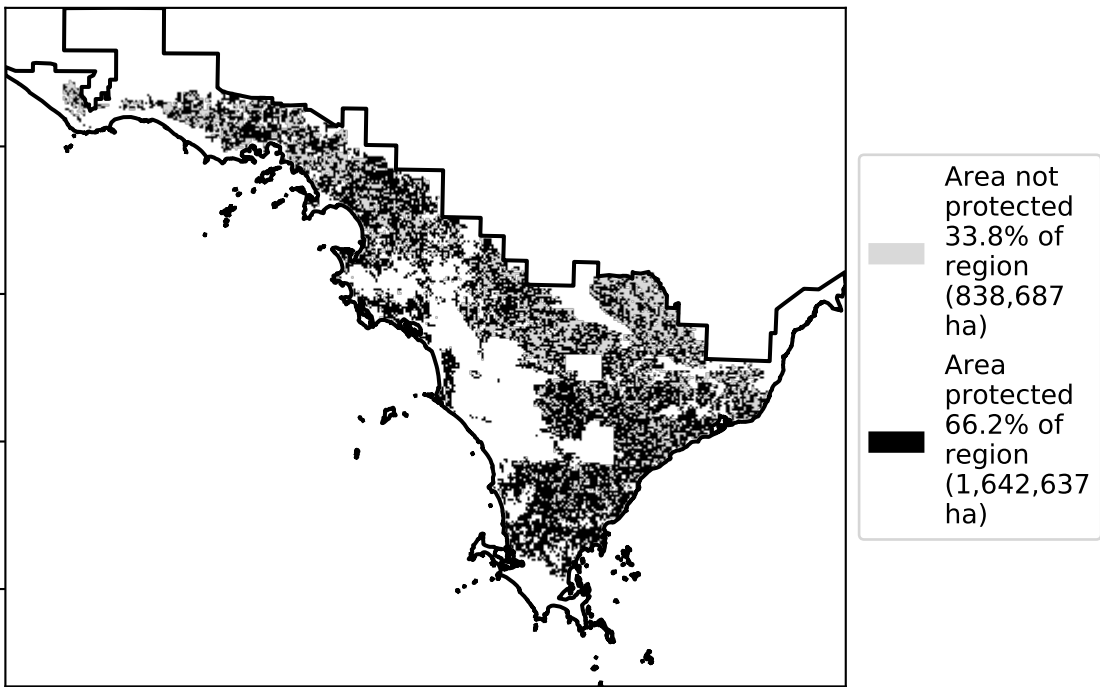 Area not
protected
33.8% of
region
(838,687
ha)
Area
protected
66.2% of
region
(1,642,637
ha)